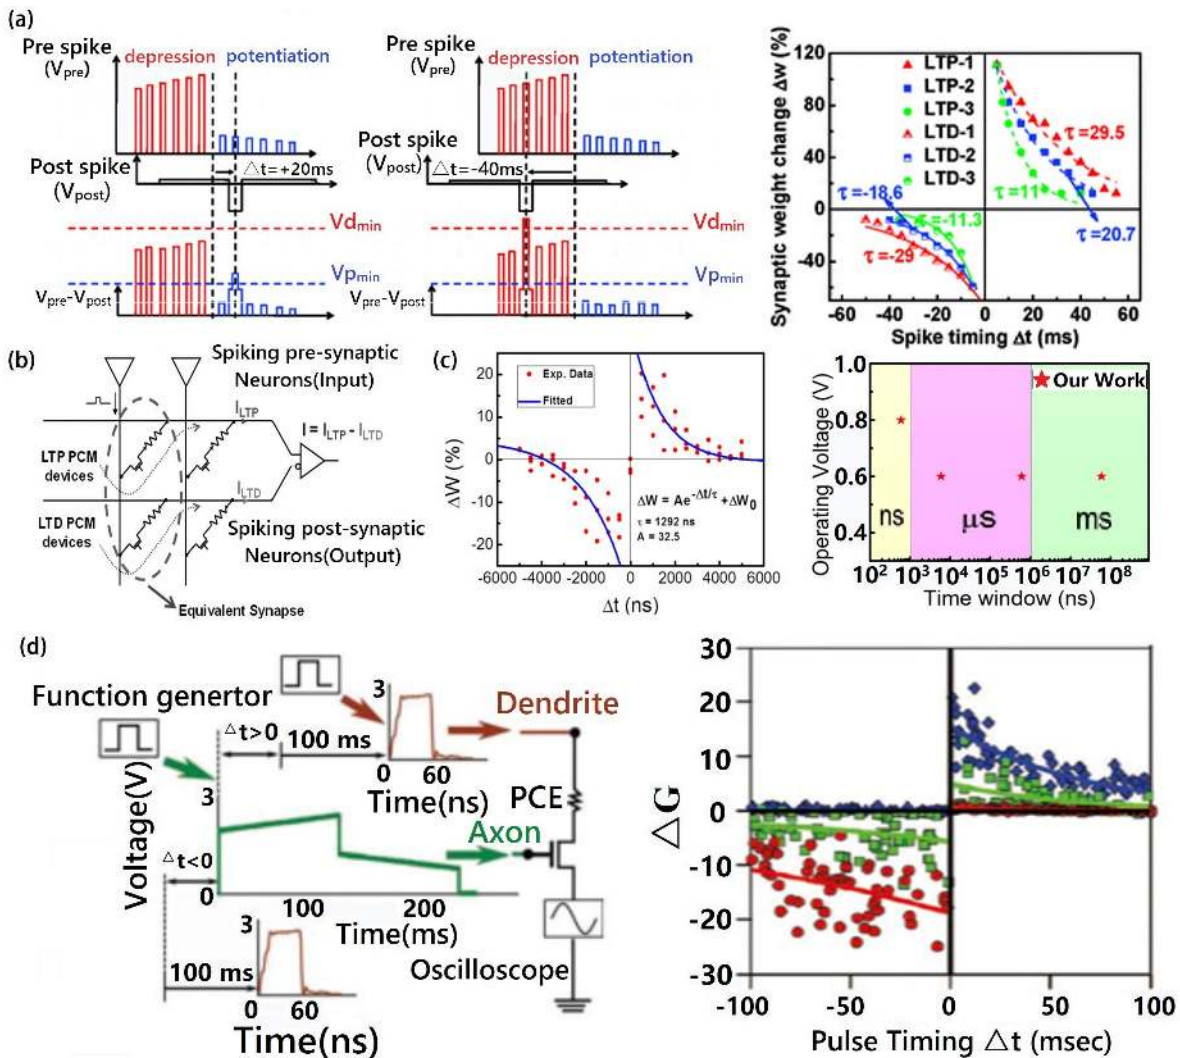 (a)
Pre spike
(Vpre)
depression
potentiation
Post spike
(Vpost)
△t=+20ms
Vdmin
Vpmin
Vpre-Vpost
Pre spike
(Vpre)
depression
potentiation
Post spike
(Vpost)
△t=-40ms
Vdmin
Vpmin
Vpre-Vpost
Synaptic weight change Δw (%)
120
80
40
0
-40
LTP-1
LTP-2
LTP-3
LTD-1
LTD-2
LTD-3
τ=29.5
τ=-18.6
τ=11
τ=-11.3
τ=20.7
τ=-29
-60 -40 -20 0 20 40 60
Spike timing Δt (ms)
(b)
Spiking pre-synaptic
Neurons(Input)
ILTP
I = ILTP - ILTD
LTP PCM
devices
ILTD
LTD PCM
devices
Spiking post-synaptic
Neurons(Output)
Equivalent Synapse
(c)
ΔW (%)
20
10
0
-10
-20
Exp. Data
Fitted
ΔW = Ae-Δt/τ +ΔW0
τ = 1292 ns
A = 32.5
-6000 -4000 -2000 0 2000 4000 6000
Δt (ns)
Operating Voltage (V)
1.0
0.8
0.6
0.4
Our Work
ns
μs
ms
10² 10³ 10⁴ 10⁵ 10⁶ 10⁷ 10⁸
Time window (ns)
(d)
Function genertor
△t>0
100 ms
3
0 60
Time(ns)
Dendrite
PCE
Voltage(V)
3
0
Axon
100 200
Time(ms)
△t<0
100 ms
3
0 60
Time(ns)
Oscilloscope
△G
30
20
10
0
-10
-20
-30
-100 -50 0 50 100
Pulse Timing △t (msec)